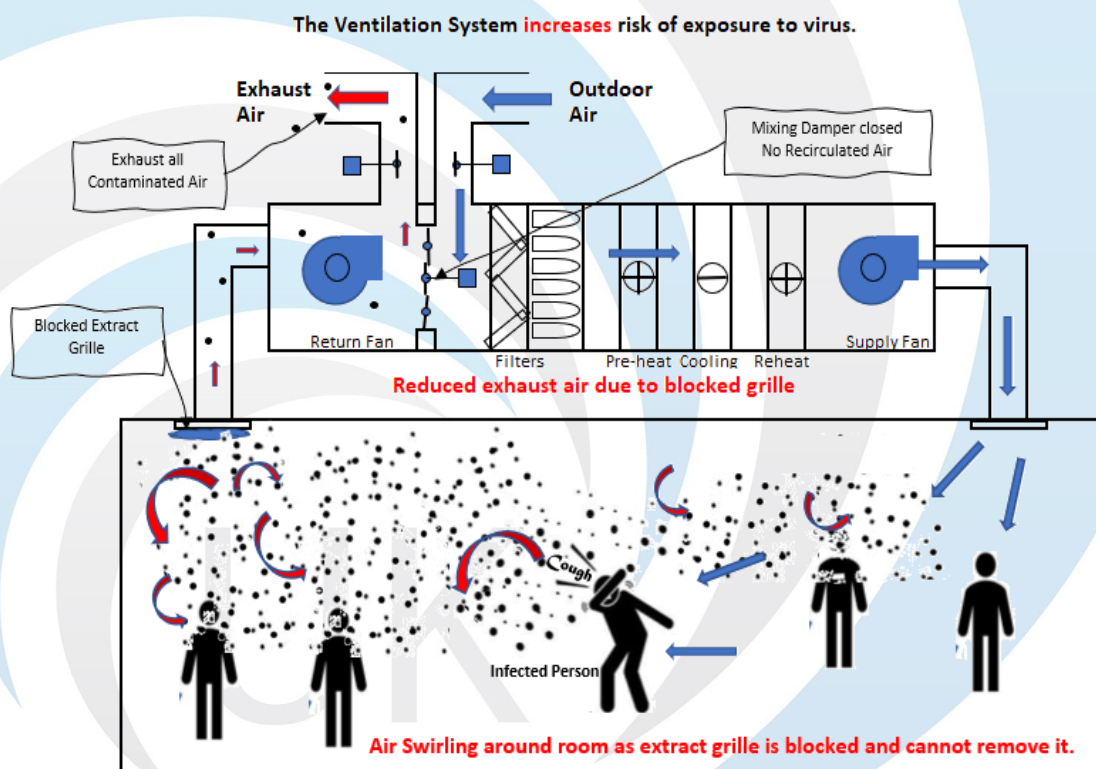 The Ventilation System increases risk of exposure to virus.
Exhaust
Air
Outdoor
Air
Mixing Damper closed
No Recirculated Air
Exhaust all
Contaminated Air
Blocked Extract
Grille
Return Fan
Filters
Pre-heat
Cooling
Reheat
Supply Fan
Reduced exhaust air due to blocked grille
Cough
Infected Person
UK
Air Swirling around room as extract grille is blocked and cannot remove it.